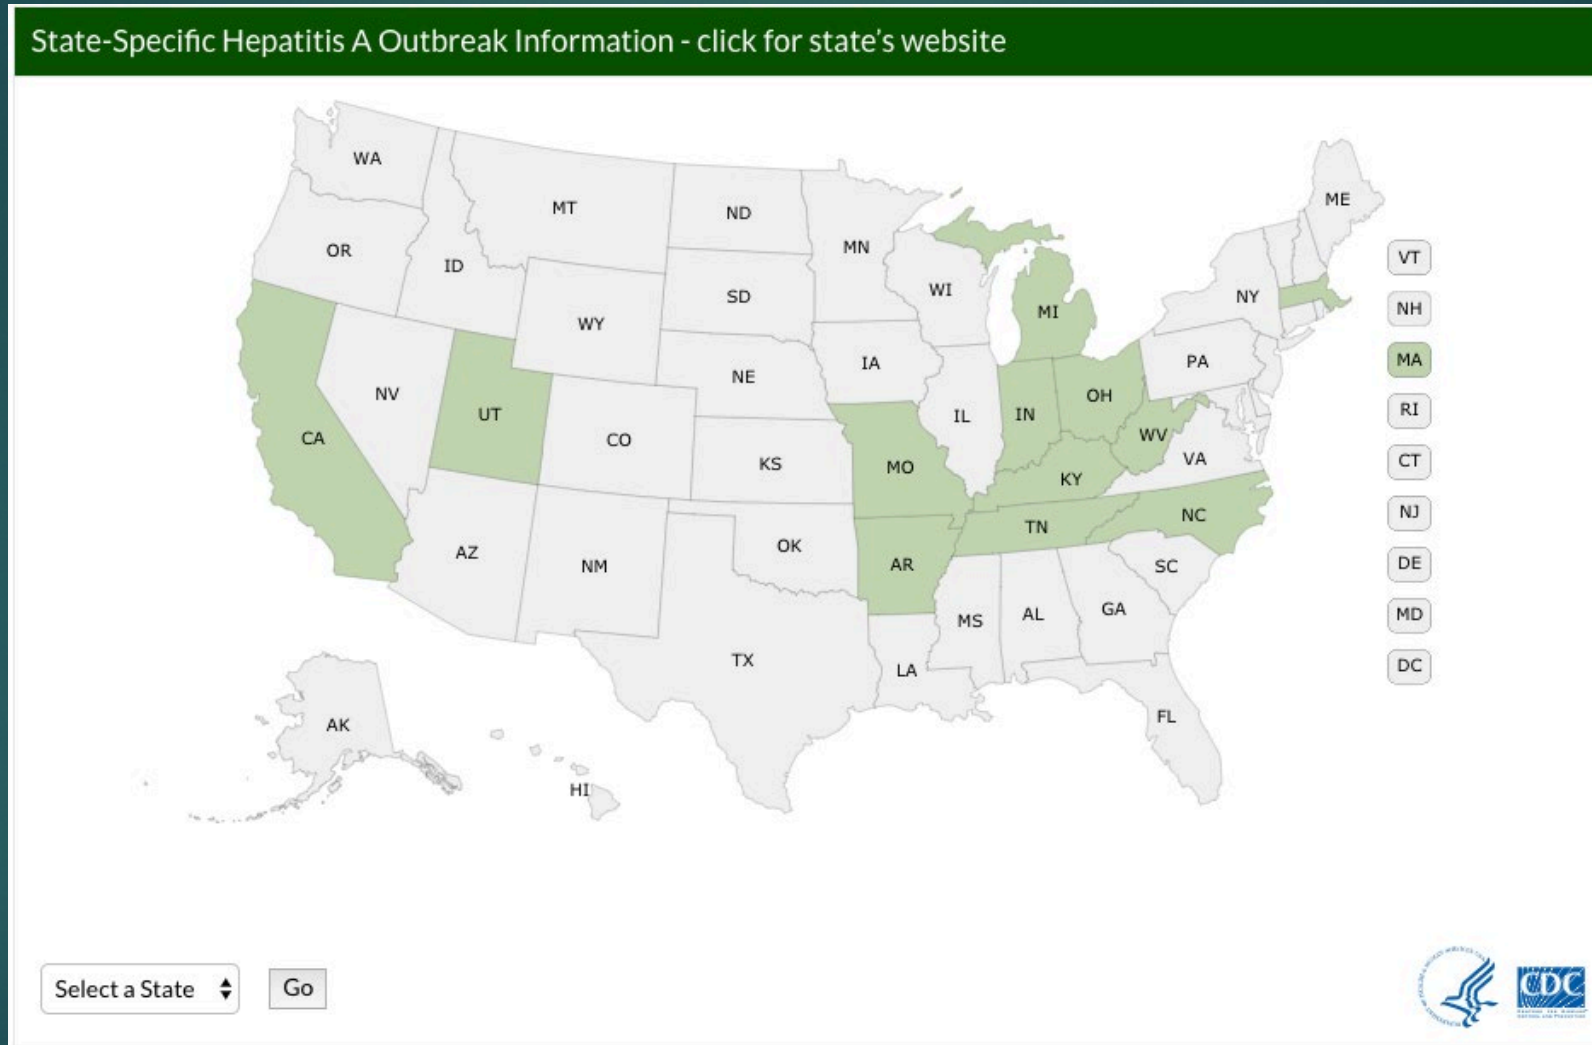 State-Specific Hepatitis A Outbreak Information - click for state's website
WA
MT
ND
MN
ME
OR
ID
SD
WI
NY
WY
MI
IA
PA
NE
NV
UT
CO
IL
IN
OH
CA
KS
MO
WV
VA
KY
AZ
NM
OK
AR
TN
NC
SC
MS
AL
GA
TX
LA
FL
AK
HI
VT
NH
MA
RI
CT
NJ
DE
MD
DC
Select a State
Go
CDC